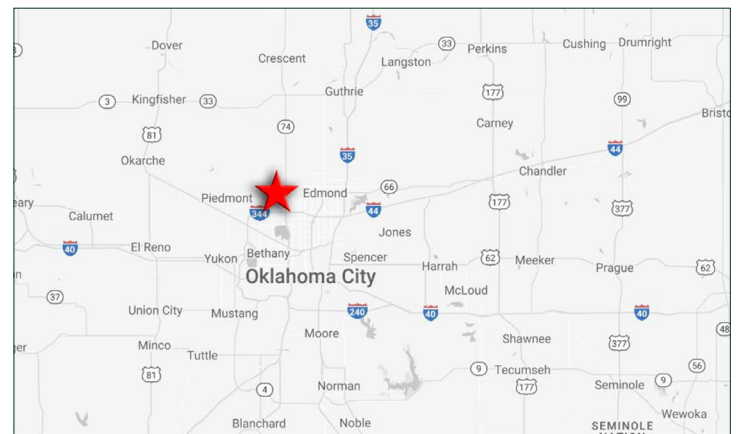 35
Dover
33
Perkins
Cushing
Drumright
Crescent
Langston
Guthrie
177
3
Kingfisher
33
99
74
Carney
81
35
44
Okarche
Chandler
66
Piedmont
Edmond
344
44
177
377
Calumet
Jones
40
El Reno
Yukon
Bethany
Spencer
Harrah
62
Meeker
Prague
62
Oklahoma City
McLoud
37
Union City
Mustang
240
40
40
48
Moore
Shawnee
377
Minco
Tuttle
9
Tecumseh
56
81
4
Norman
177
Seminole
9
Wewoka
Blanchard
Noble
SEMINOLE